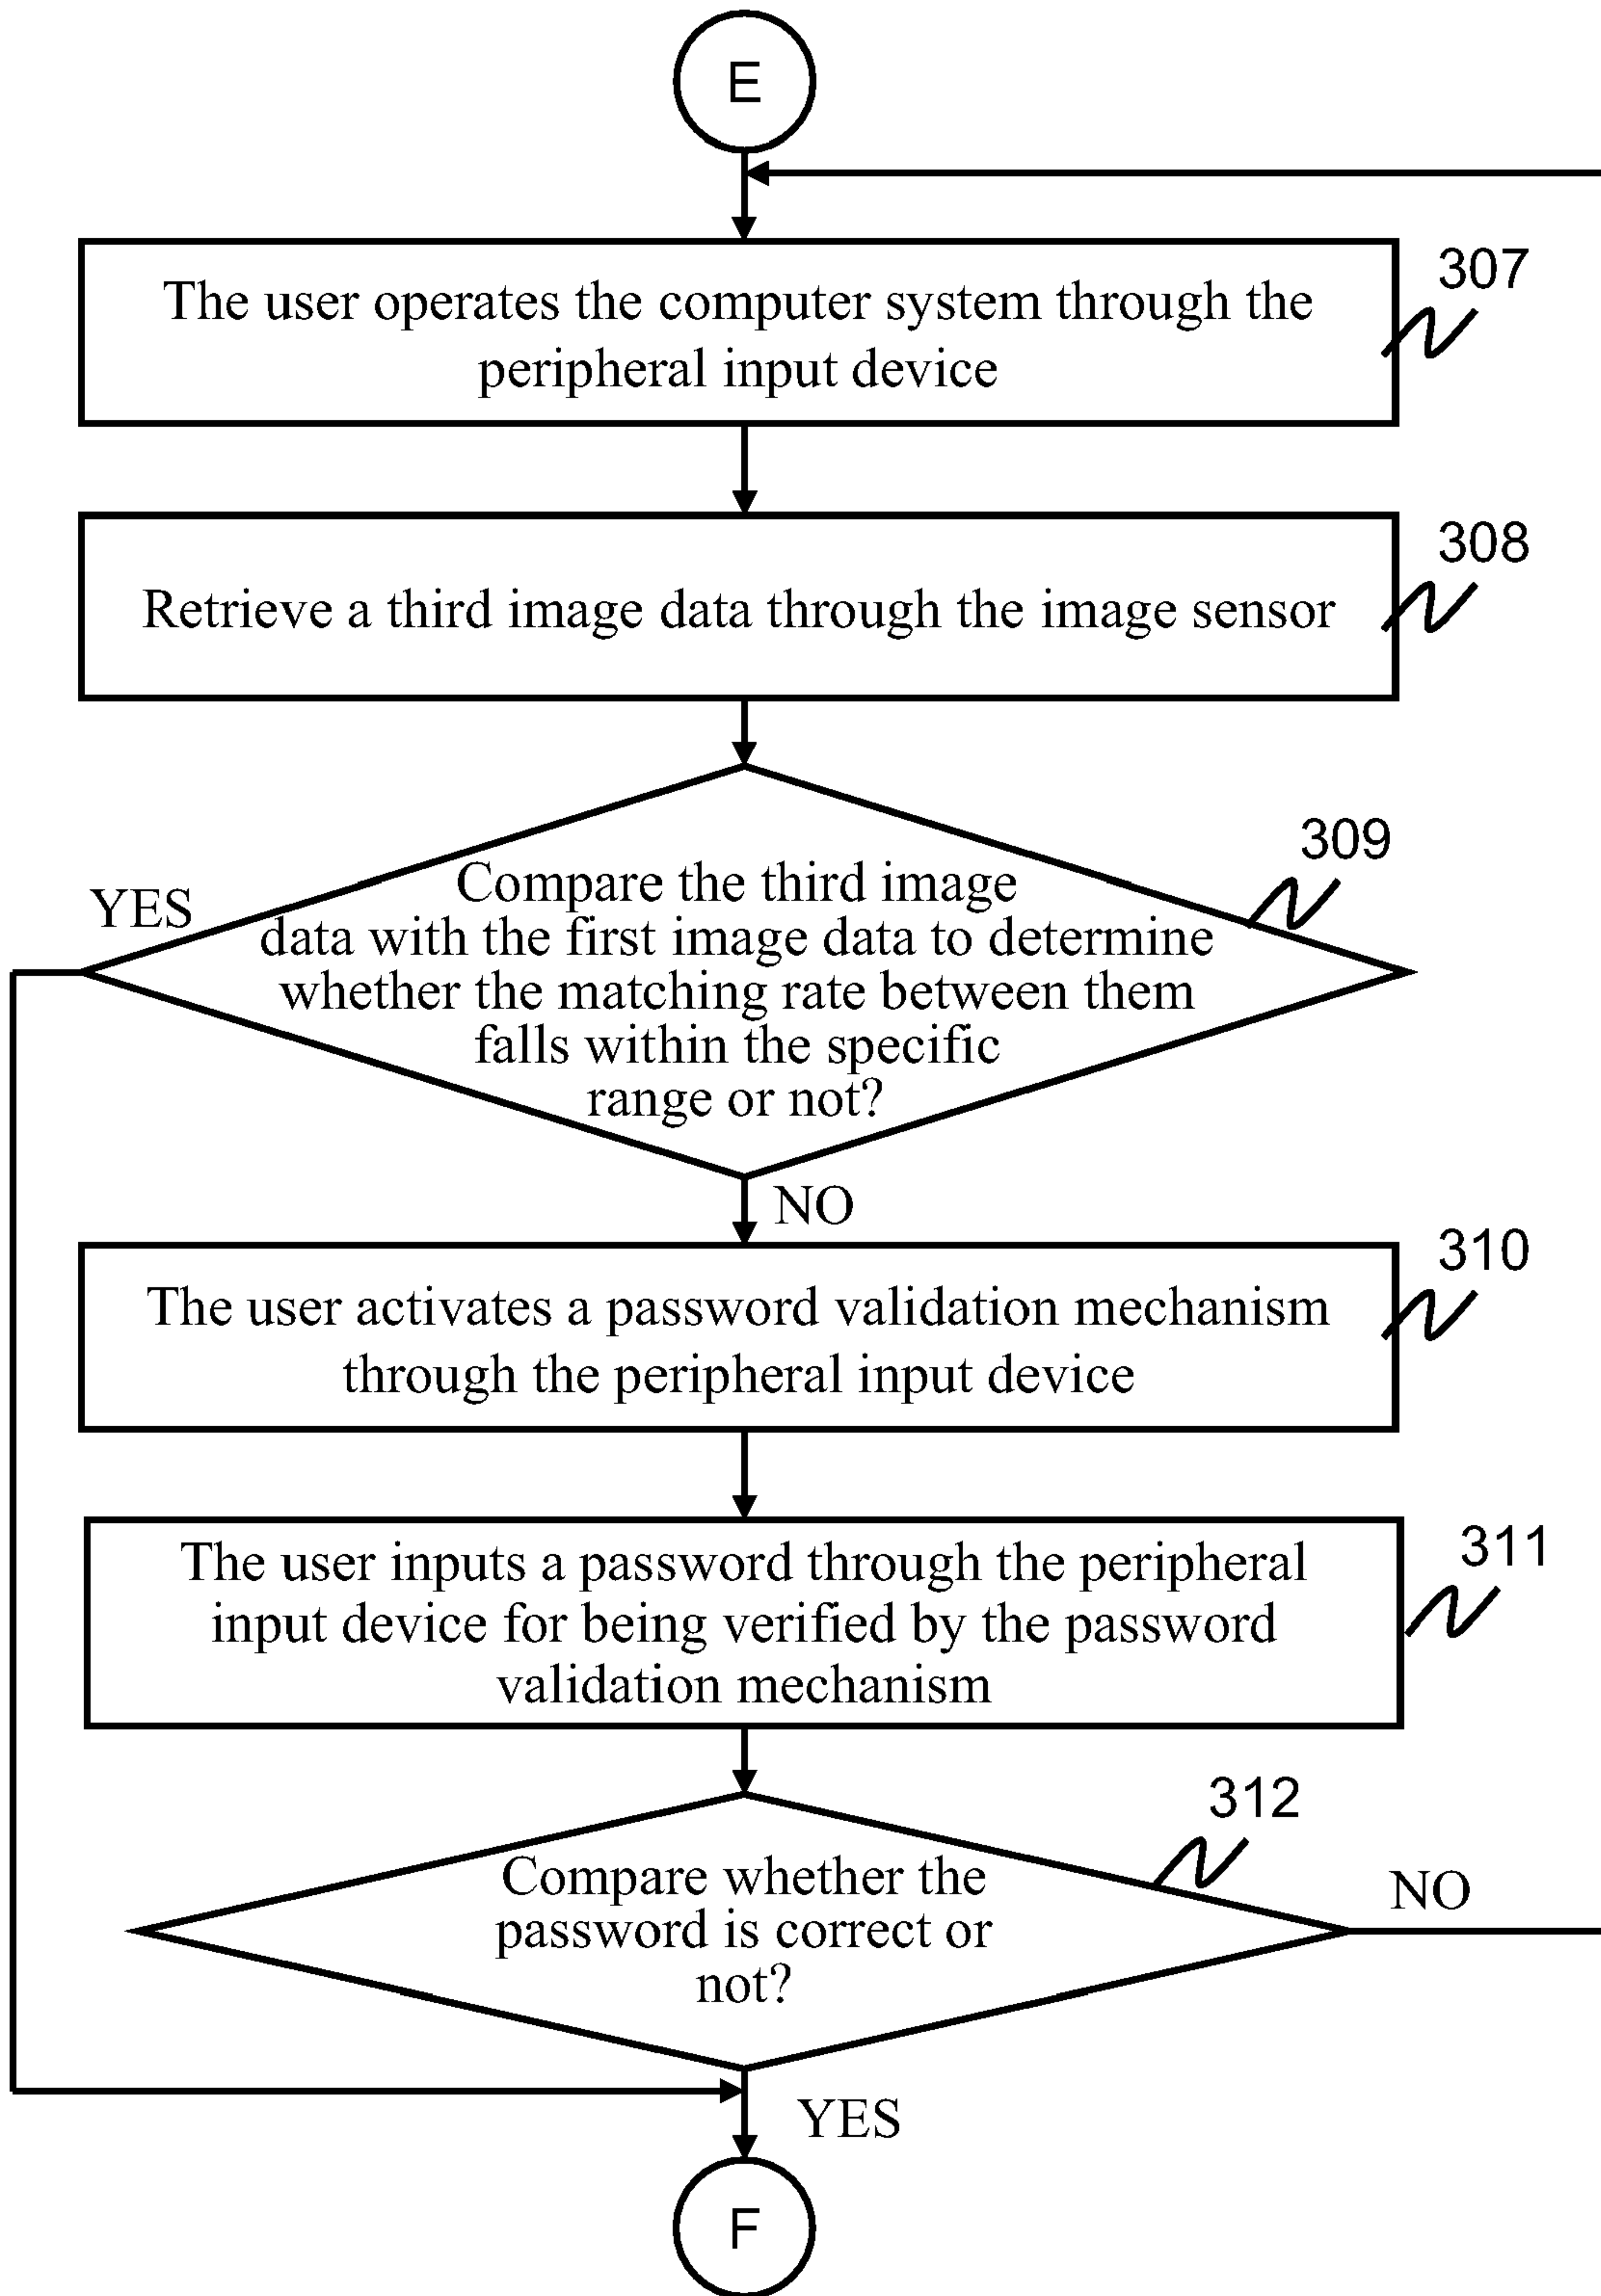 E
307
The user operates the computer system through the
peripheral input device
308
Retrieve a third image data through the image sensor
309
YES
Compare the third image
data with the first image data to determine
whether the matching rate between them
falls within the specific
range or not?
NO
310
The user activates a password validation mechanism
through the peripheral input device
311
The user inputs a password through the peripheral
input device for being verified by the password
validation mechanism
312
Compare whether the
password is correct or
not?
NO
YES
F